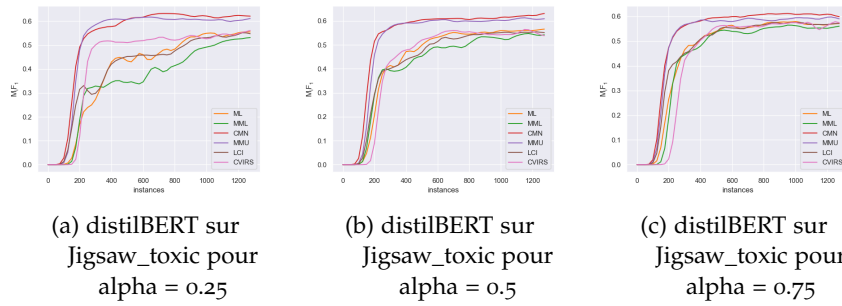 0.6
0.5
0.4
0.3
0.2
0.1
0.0
MiF1
0 200 400 600 800 1000 1200
instances
ML
MML
CMN
MMU
LCI
CVIRS
(a) distilBERT sur
Jigsaw_toxic pour
alpha = 0.25
0.6
0.5
0.4
0.3
0.2
0.1
0.0
MiF1
0 200 400 600 800 1000 1200
instances
ML
MML
CMN
MMU
LCI
CVIRS
(b) distilBERT sur
Jigsaw_toxic pour
alpha = 0.5
0.6
0.5
0.4
0.3
0.2
0.1
0.0
MiF1
0 200 400 600 800 1000 1200
instances
ML
MML
CMN
MMU
LCI
CVIRS
(c) distilBERT sur
Jigsaw_toxic pour
alpha = 0.75